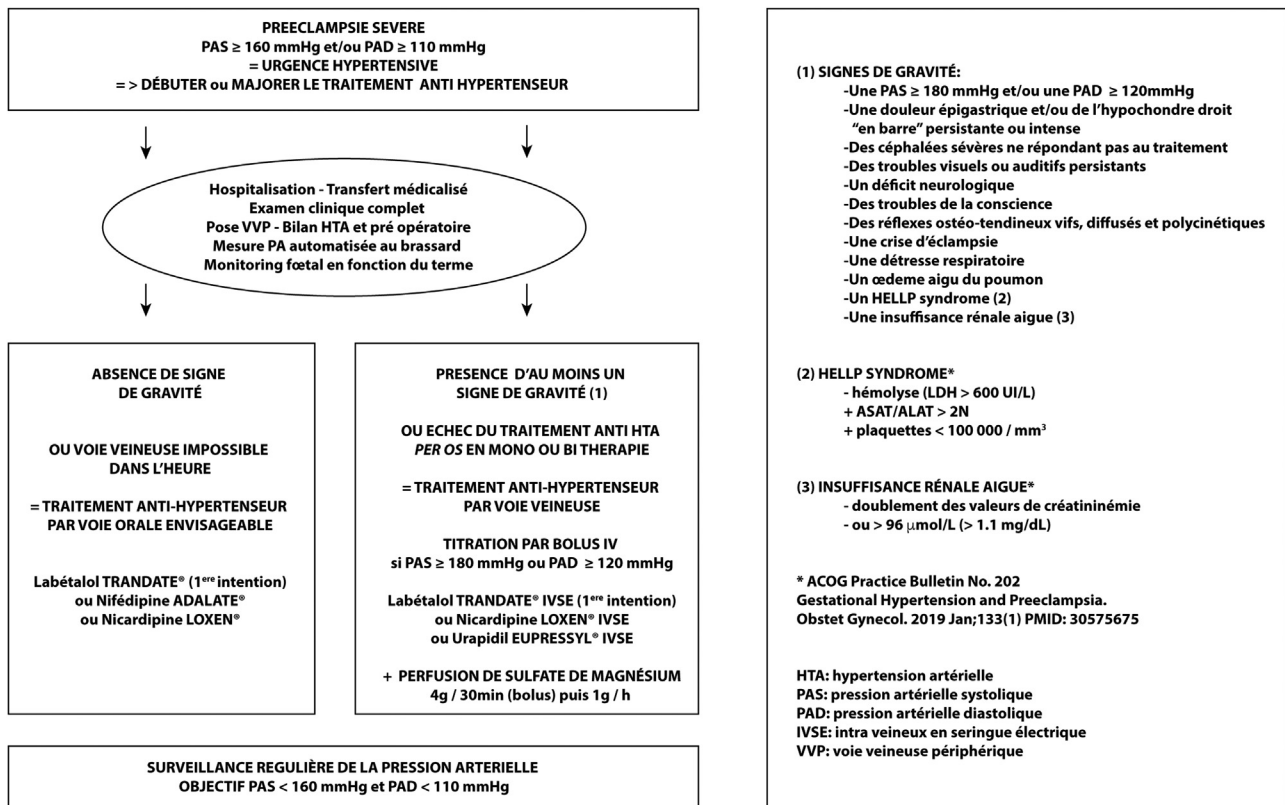 PREECLAMPSIE SEVERE
PAS ≥ 160 mmHg et/ou PAD ≥ 110 mmHg
= URGENCE HYPERTENSIVE
= > DÉBUTER ou MAJORER LE TRAITEMENT ANTI HYPERTENSEUR
Hospitalisation - Transfert médicalisé
Examen clinique complet
Pose VVP - Bilan HTA et pré opératoire
Mesure PA automatisée au brassard
Monitoring fœtal en fonction du terme
ABSENCE DE SIGNE
DE GRAVITÉ
OU VOIE VEINEUSE IMPOSSIBLE
DANS L'HEURE
= TRAITEMENT ANTI-HYPERTENSEUR
PAR VOIE ORALE ENVISAGEABLE
Labétalol TRANDATE® (1ere intention)
ou Nifédipine ADALATE®
ou Nicardipine LOXEN®
PRESENCE D'AU MOINS UN
SIGNE DE GRAVITÉ (1)
OU ECHEC DU TRAITEMENT ANTI HTA
PER OS EN MONO OU BI THERAPIE
= TRAITEMENT ANTI-HYPERTENSEUR
PAR VOIE VEINEUSE
TITRATION PAR BOLUS IV
si PAS ≥ 180 mmHg ou PAD ≥ 120 mmHg
Labétalol TRANDATE® IVSE (1ere intention)
ou Nicardipine LOXEN® IVSE
ou Urapidil EUPRESSYL® IVSE
+ PERFUSION DE SULFATE DE MAGNÉSIUM
4g / 30min (bolus) puis 1g / h
SURVEILLANCE REGULIÈRE DE LA PRESSION ARTERIELLE
OBJECTIF PAS < 160 mmHg et PAD < 110 mmHg
(1) SIGNES DE GRAVITÉ:
-Une PAS ≥ 180 mmHg et/ou une PAD ≥ 120mmHg
-Une douleur épigastrique et/ou de l'hypochondre droit
"en barre" persistante ou intense
-Des céphalées sévères ne répondant pas au traitement
-Des troubles visuels ou auditifs persistants
-Un déficit neurologique
-Des troubles de la conscience
-Des réflexes ostéo-tendineux vifs, diffusés et polycinétiques
-Une crise d'éclampsie
-Une détresse respiratoire
-Un œdeme aigu du poumon
-Un HELLP syndrome (2)
-Une insuffisance rénale aigue (3)
(2) HELLP SYNDROME*
- hémolyse (LDH > 600 UI/L)
+ ASAT/ALAT > 2N
+ plaquettes < 100 000 / mm³
(3) INSUFFISANCE RÉNALE AIGUE*
- doublement des valeurs de créatininémie
- ou > 96 µmol/L (> 1.1 mg/dL)
* ACOG Practice Bulletin No. 202
Gestational Hypertension and Preeclampsia.
Obstet Gynecol. 2019 Jan;133(1) PMID: 30575675
HTA: hypertension artérielle
PAS: pression artérielle systolique
PAD: pression artérielle diastolique
IVSE: intra veineux en seringue électrique
VVP: voie veineuse périphérique